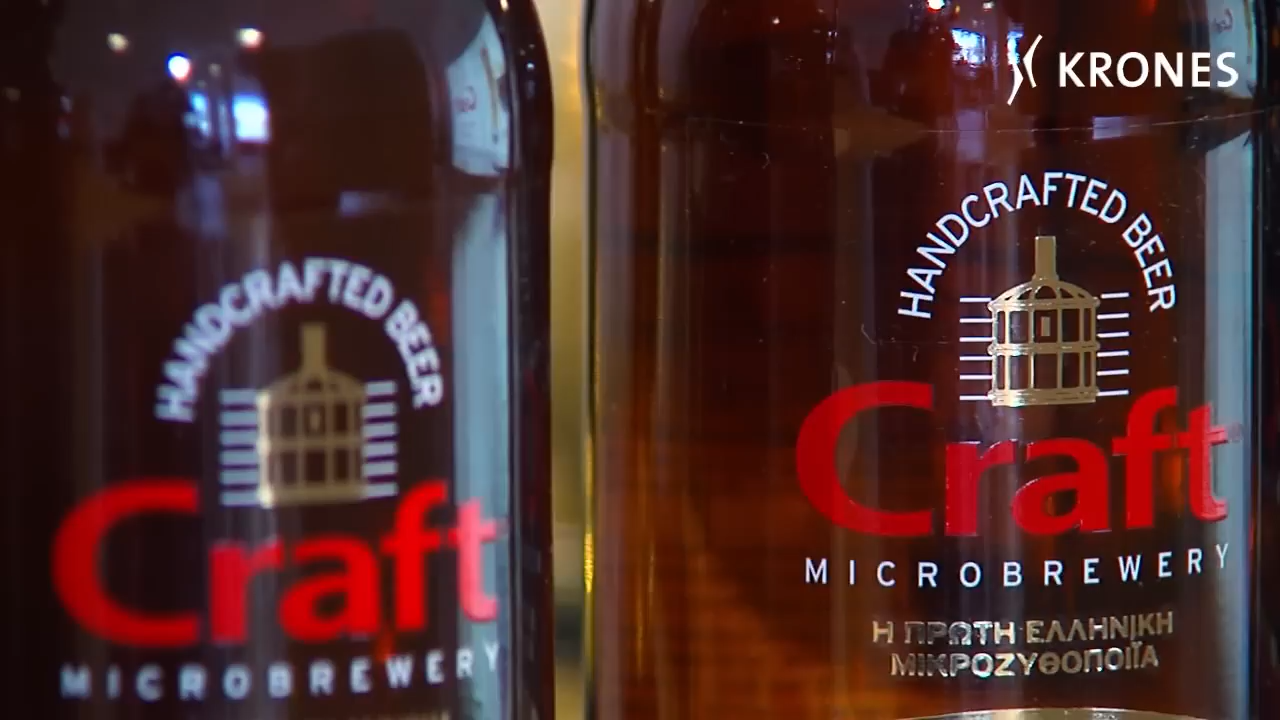 KRONES
HANDCRAFTED BEER
Craft
MICROBREWERY
HANDCRAFTED BEER
Craft
MICROBREWERY
Η ΠΡΩΤΗ ΕΛΛΗΝΙΚΗ
ΜΙΚΡΟΖΥΘΟΠΟΙΪΑ